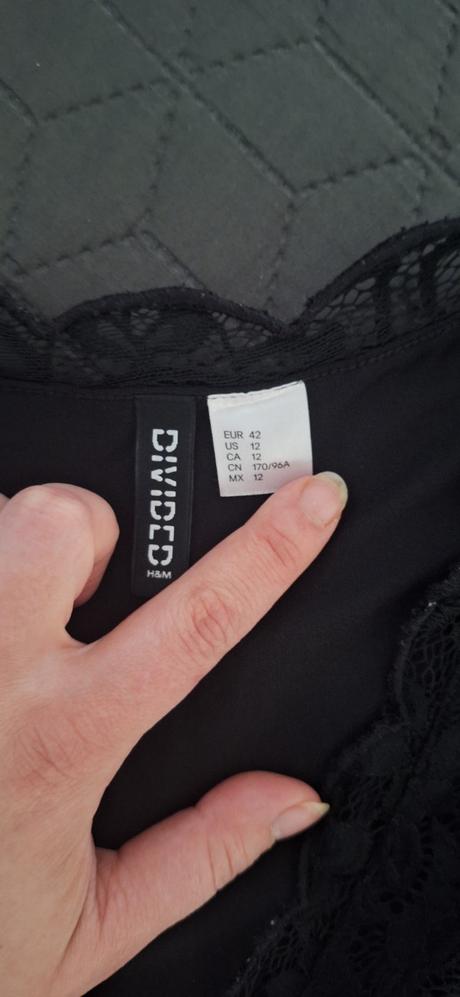 DIVIDED
H&M
EUR 42
US 12
CA 12
CN 170/96A
MX 12